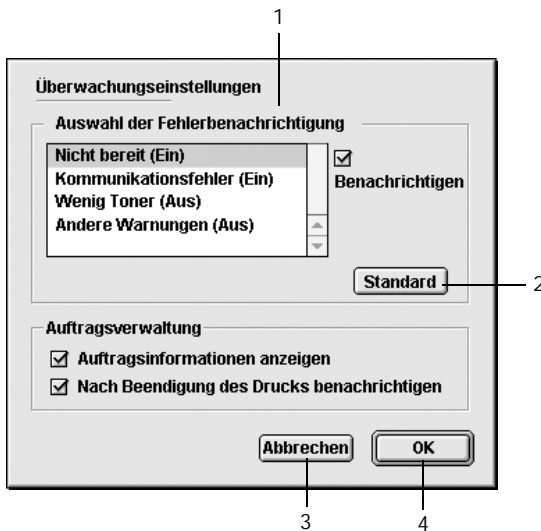 1
Überwachungseinstellungen
Auswahl der Fehlerbenachrichtigung
Nicht bereit (Ein)
Kommunikationsfehler (Ein)
Wenig Toner (Aus)
Andere Warnungen (Aus)
Benachrichtigen
Standard
2
Auftragsverwaltung
Auftragsinformationen anzeigen
Nach Beendigung des Drucks benachrichtigen
Abbrechen
OK
3
4